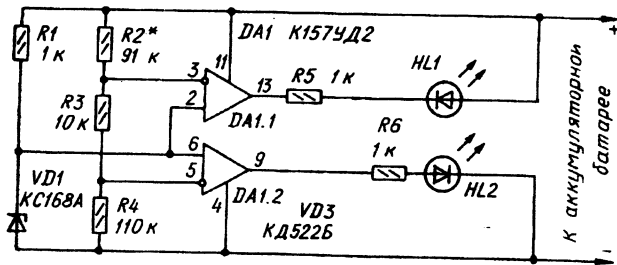 R1
1 к
R2*
91 к
DA1 К157УД2
11
3
2
13
R5 1 к
HL1
+
R3
10 к
DA1.1
6
5
9
R6
1 к
HL2
VD1
КС168А
R4
110 к
4
DA1.2
VD3
КД522Б
К аккумуляторной
батарее
-